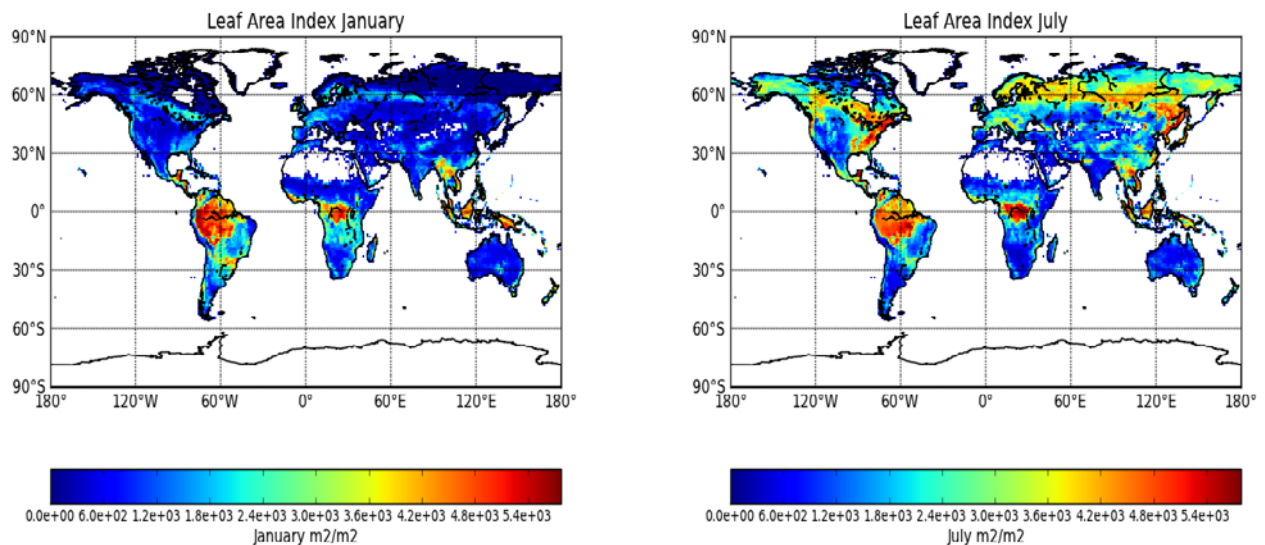 Leaf Area Index January
90°N
60°N
30°N
0°
30°S
60°S
90°S
180° 120°W 60°W 0° 60°E 120°E 180°
0.0e+00 6.0e+02 1.2e+03 1.8e+03 2.4e+03 3.0e+03 3.6e+03 4.2e+03 4.8e+03 5.4e+03
January m2/m2
Leaf Area Index July
90°N
60°N
30°N
0°
30°S
60°S
90°S
180° 120°W 60°W 0° 60°E 120°E 180°
0.0e+00 6.0e+02 1.2e+03 1.8e+03 2.4e+03 3.0e+03 3.6e+03 4.2e+03 4.8e+03 5.4e+03
July m2/m2